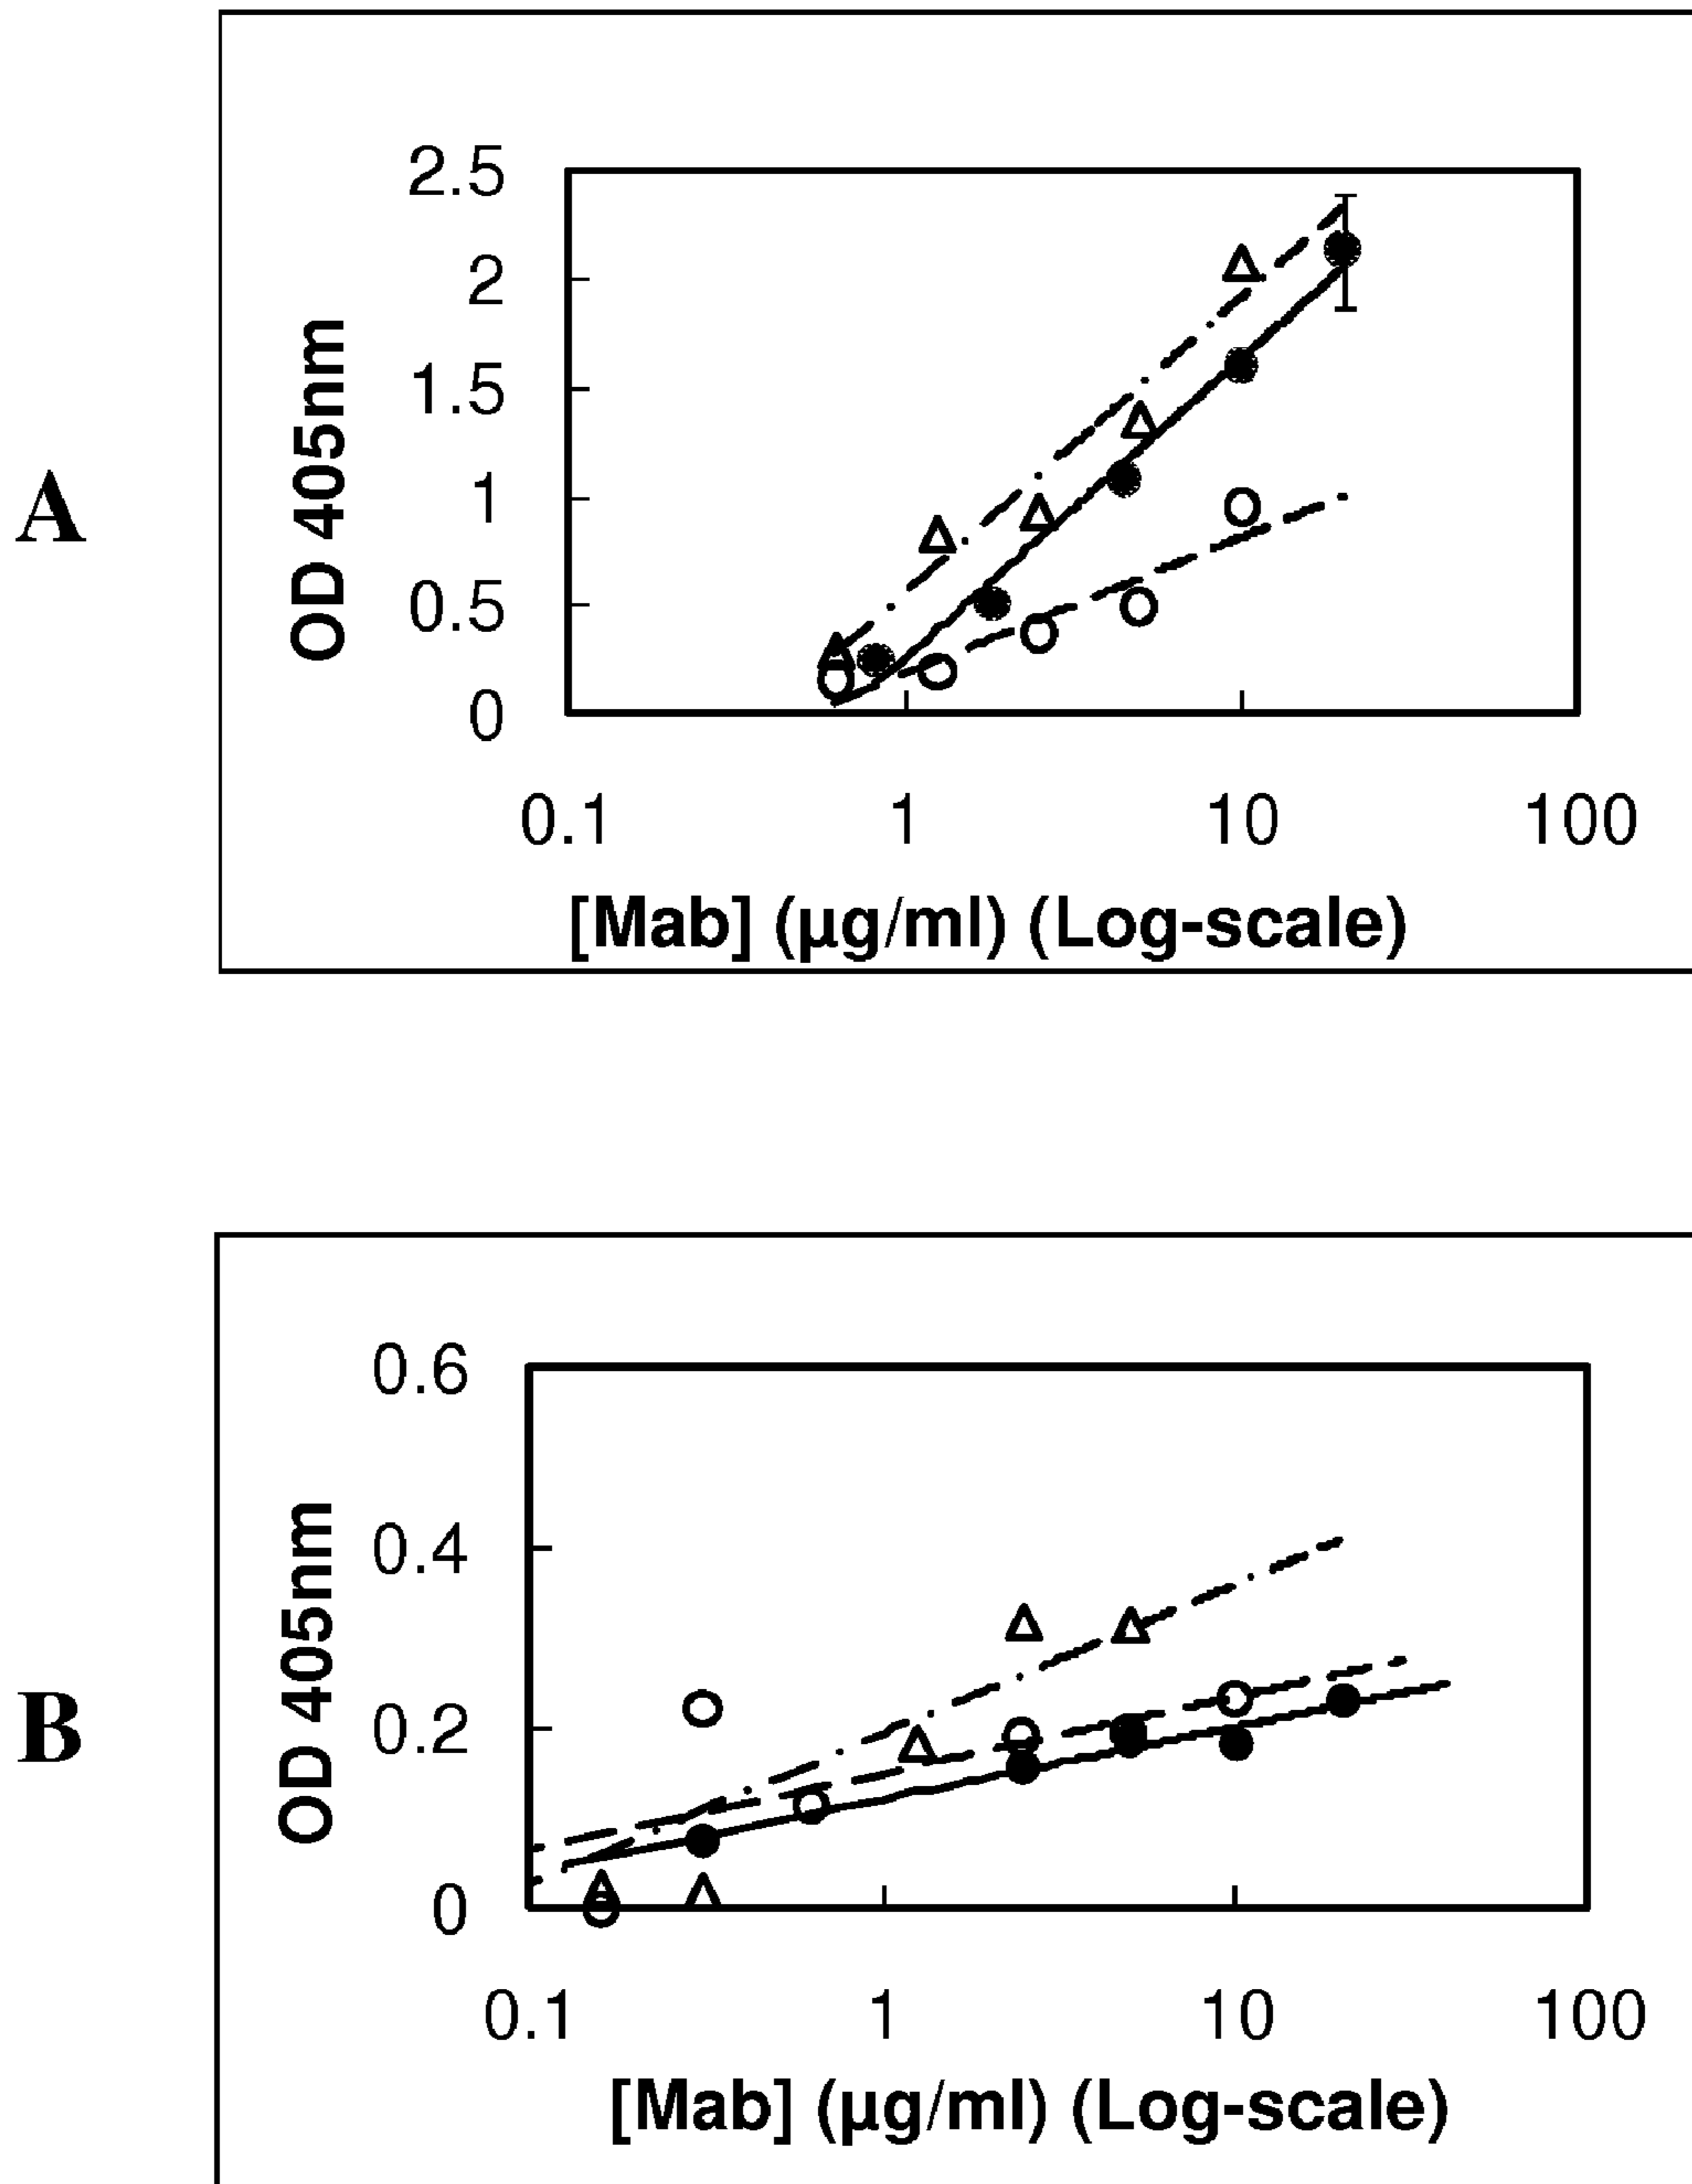 A
OD 405nm
2.5
2
1.5
1
0.5
0
0.1 1 10 100
[Mab] (µg/ml) (Log-scale)
B
OD 405nm
0.6
0.4
0.2
0
0.1 1 10 100
[Mab] (µg/ml) (Log-scale)